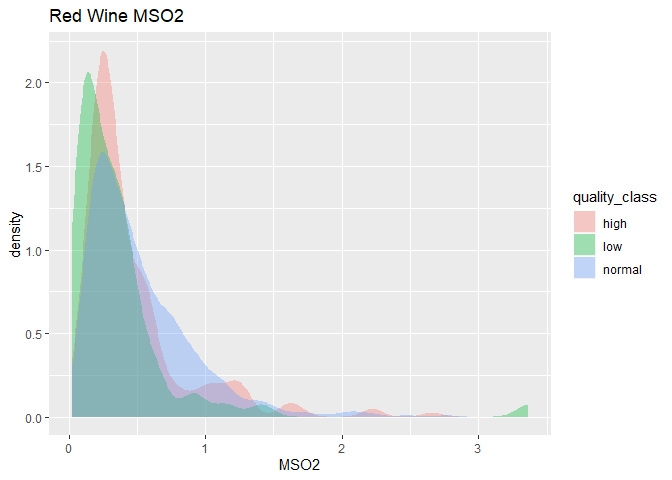 Red Wine MSO2
2.0
1.5
1.0
0.5
0.0
density
0
1
2
3
MSO2
quality_class
high
low
normal